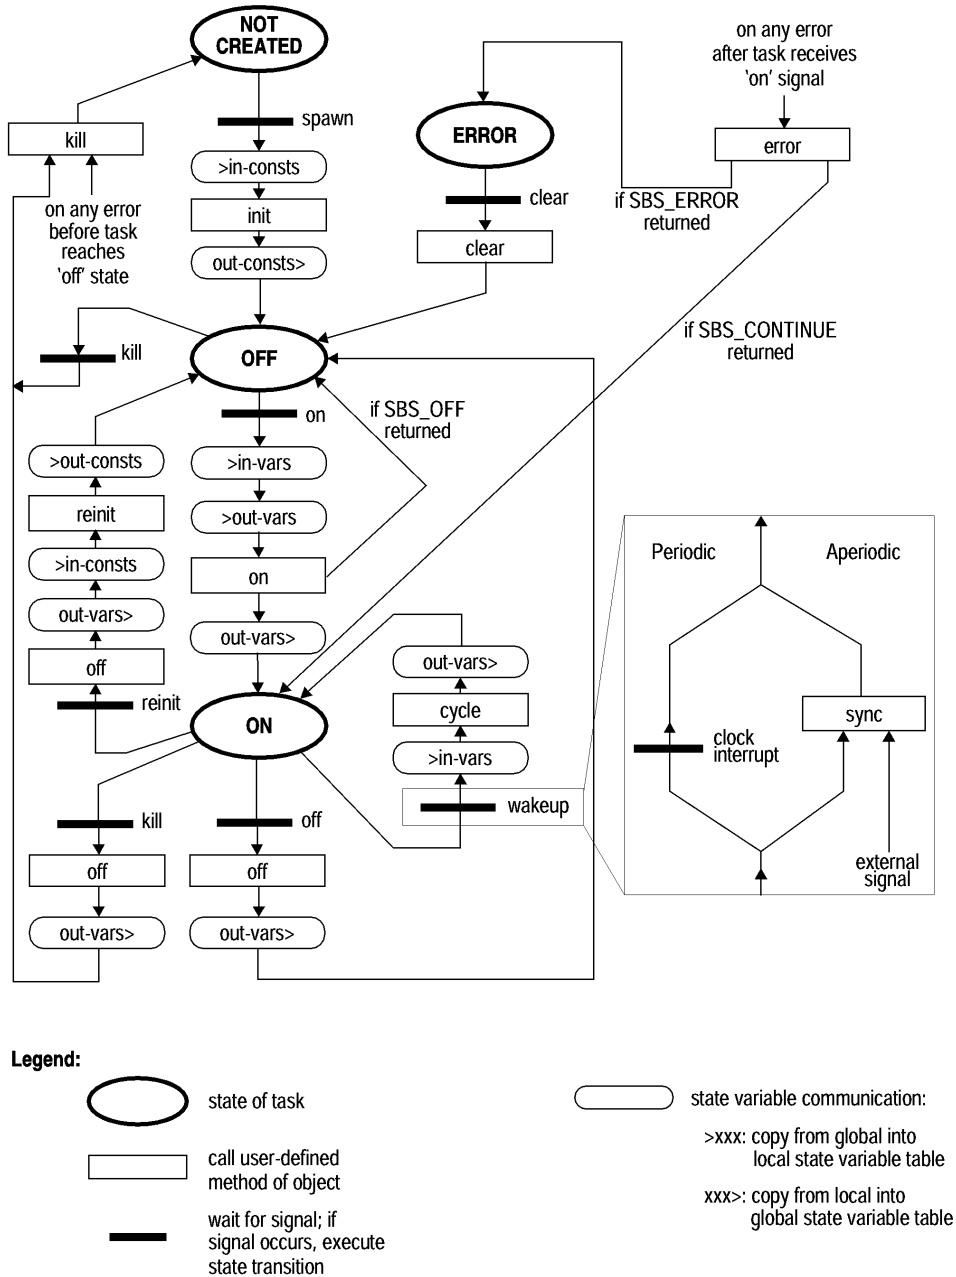 NOT
CREATED
on any error
after task receives
'on' signal
spawn
kill
ERROR
error
>in-consts
clear
if SBS_ERROR
returned
on any error
before task
reaches
'off' state
init
clear
out-consts>
if SBS_CONTINUE
returned
kill
OFF
on
if SBS_OFF
returned
>out-consts
>in-vars
reinit
>out-vars
>in-consts
on
Periodic
Aperiodic
out-vars>
out-vars>
off
out-vars>
reinit
cycle
sync
ON
>in-vars
clock
interrupt
wakeup
kill
off
off
off
external
signal
out-vars>
out-vars>
Legend:
state of task
call user-defined
method of object
wait for signal; if
signal occurs, execute
state transition
state variable communication:
>xxx: copy from global into
local state variable table
xxx>: copy from local into
global state variable table